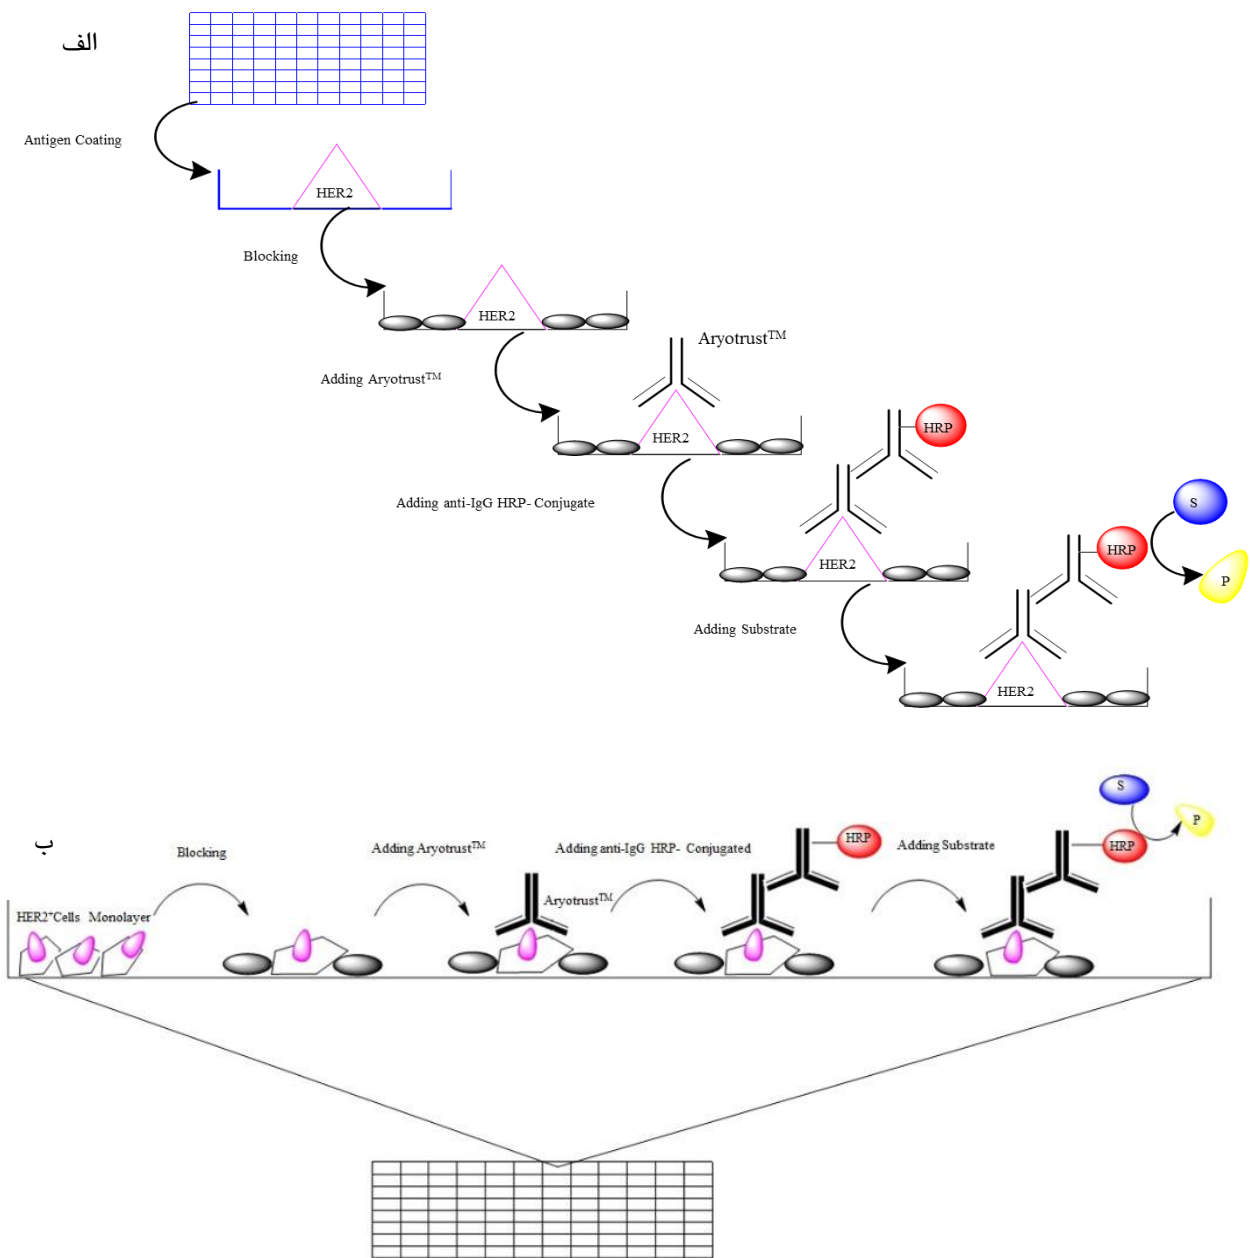 الف
Antigen Coating
HER2
Blocking
HER2
Aryotrust™
Adding Aryotrust™
HER2
HRP
Adding anti-IgG HRP- Conjugate
HER2
S
HRP
P
Adding Substrate
HER2
ب
Blocking
Adding Aryotrust™
Adding anti-IgG HRP- Conjugated
HRP
Adding Substrate
S
P
HRP
Aryotrust™
HER2⁺Cells Monolayer